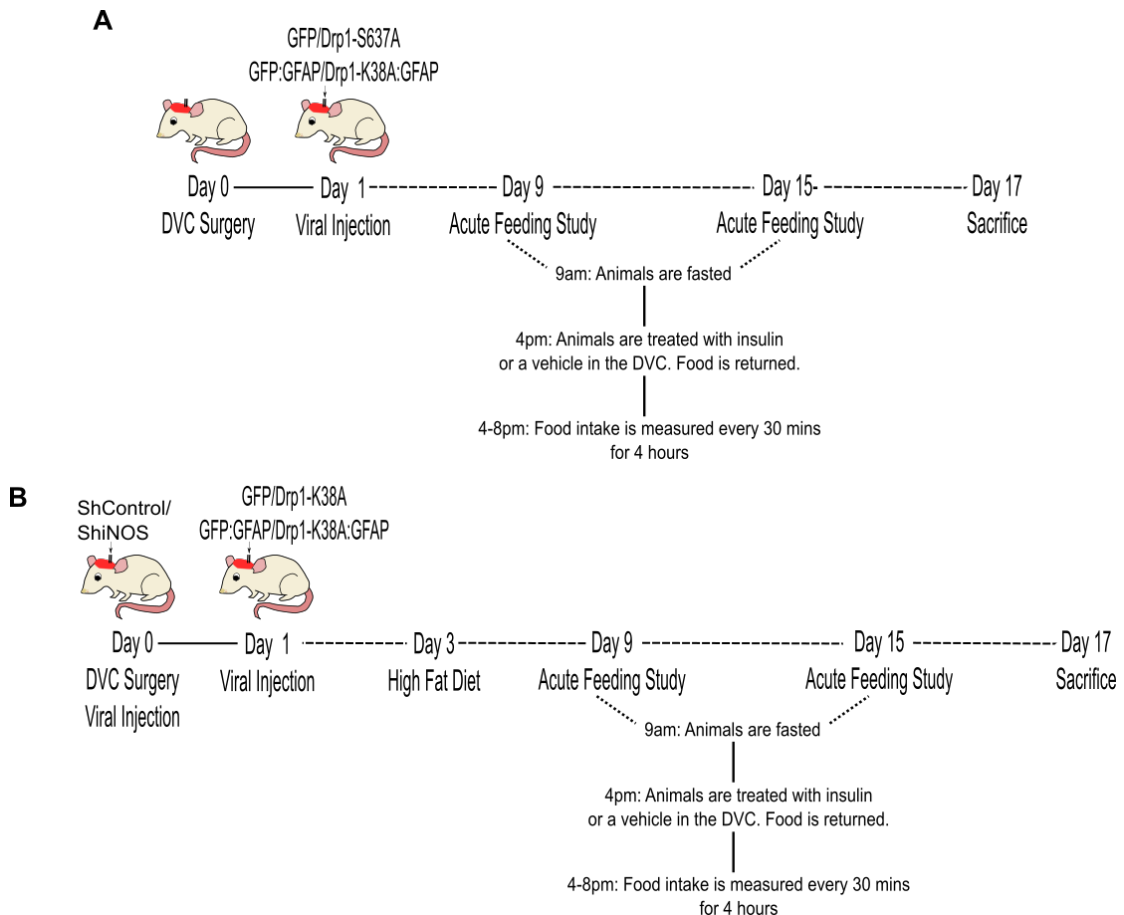 A
GFP/Drp1-S637A
GFP:GFAP/Drp1-K38A:GFAP
Day 0
Day 1
Day 9
Day 15-
Day 17
DVC Surgery
Viral Injection
Acute Feeding Study
Acute Feeding Study
Sacrifice
9am: Animals are fasted
4pm: Animals are treated with insulin
or a vehicle in the DVC. Food is returned.
4-8pm: Food intake is measured every 30 mins
for 4 hours
B
ShControl/
ShiNOS
GFP/Drp1-K38A
GFP:GFAP/Drp1-K38A:GFAP
Day 0
Day 1
Day 3
Day 9
Day 15
Day 17
DVC Surgery
Viral Injection
Viral Injection
High Fat Diet
Acute Feeding Study
Acute Feeding Study
Sacrifice
9am: Animals are fasted
4pm: Animals are treated with insulin
or a vehicle in the DVC. Food is returned.
4-8pm: Food intake is measured every 30 mins
for 4 hours